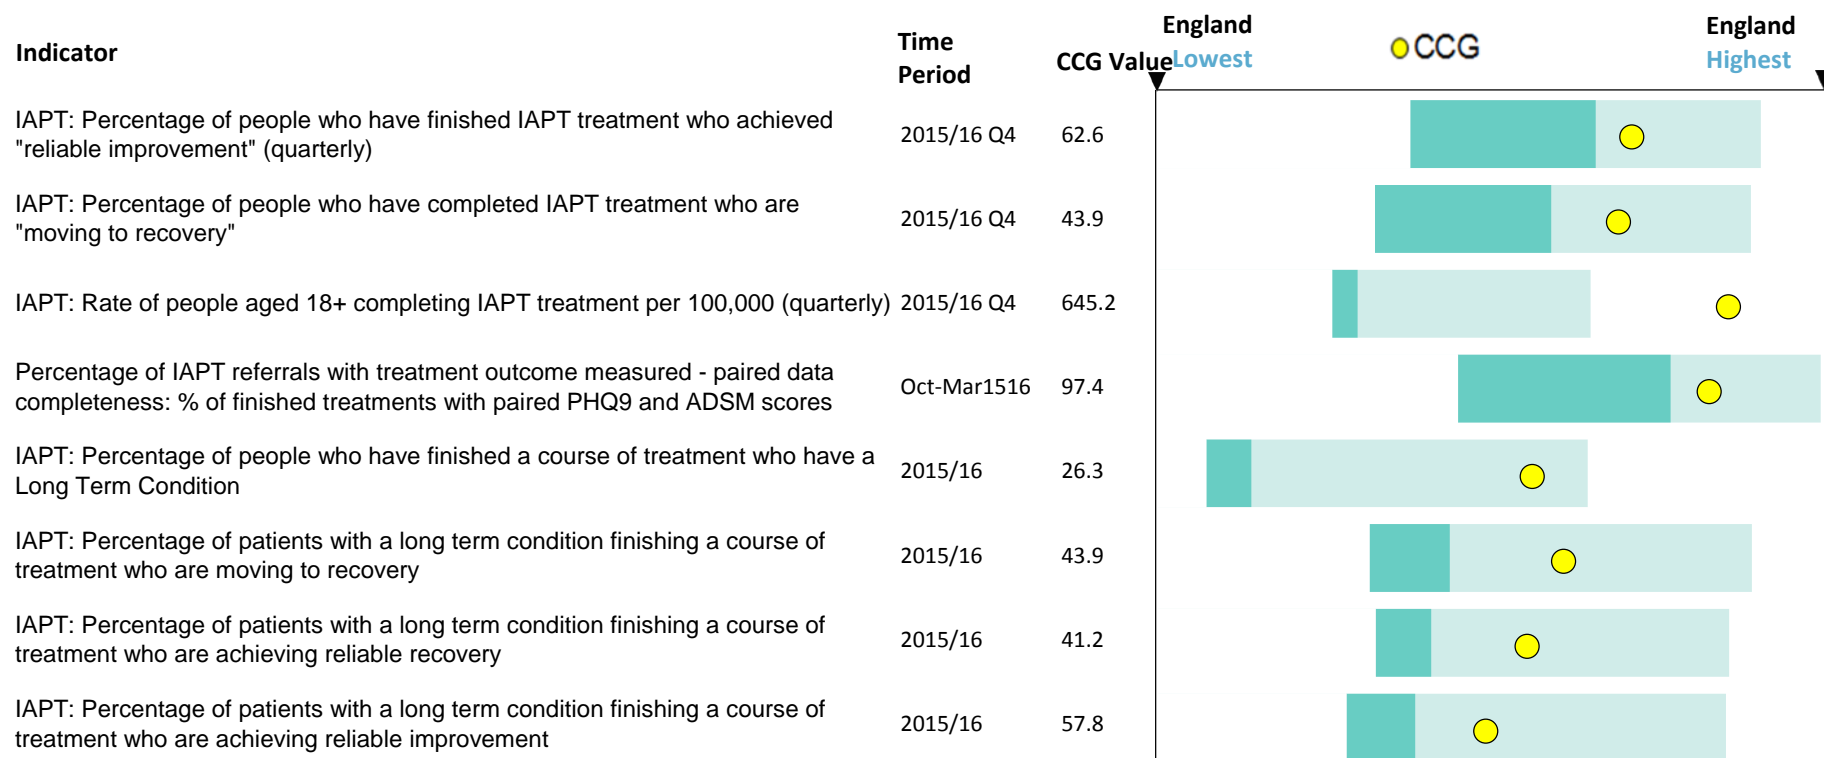 Indicator
Time
Period
CCG Value
England
Lowest
CCG
England
Highest
IAPT: Percentage of people who have finished IAPT treatment who achieved
"reliable improvement" (quarterly)
2015/16 Q4
62.6
IAPT: Percentage of people who have completed IAPT treatment who are
"moving to recovery"
2015/16 Q4
43.9
IAPT: Rate of people aged 18+ completing IAPT treatment per 100,000 (quarterly)
2015/16 Q4
645.2
Percentage of IAPT referrals with treatment outcome measured - paired data
completeness: % of finished treatments with paired PHQ9 and ADSM scores
Oct-Mar1516
97.4
IAPT: Percentage of people who have finished a course of treatment who have a
Long Term Condition
2015/16
26.3
IAPT: Percentage of patients with a long term condition finishing a course of
treatment who are moving to recovery
2015/16
43.9
IAPT: Percentage of patients with a long term condition finishing a course of
treatment who are achieving reliable recovery
2015/16
41.2
IAPT: Percentage of patients with a long term condition finishing a course of
treatment who are achieving reliable improvement
2015/16
57.8